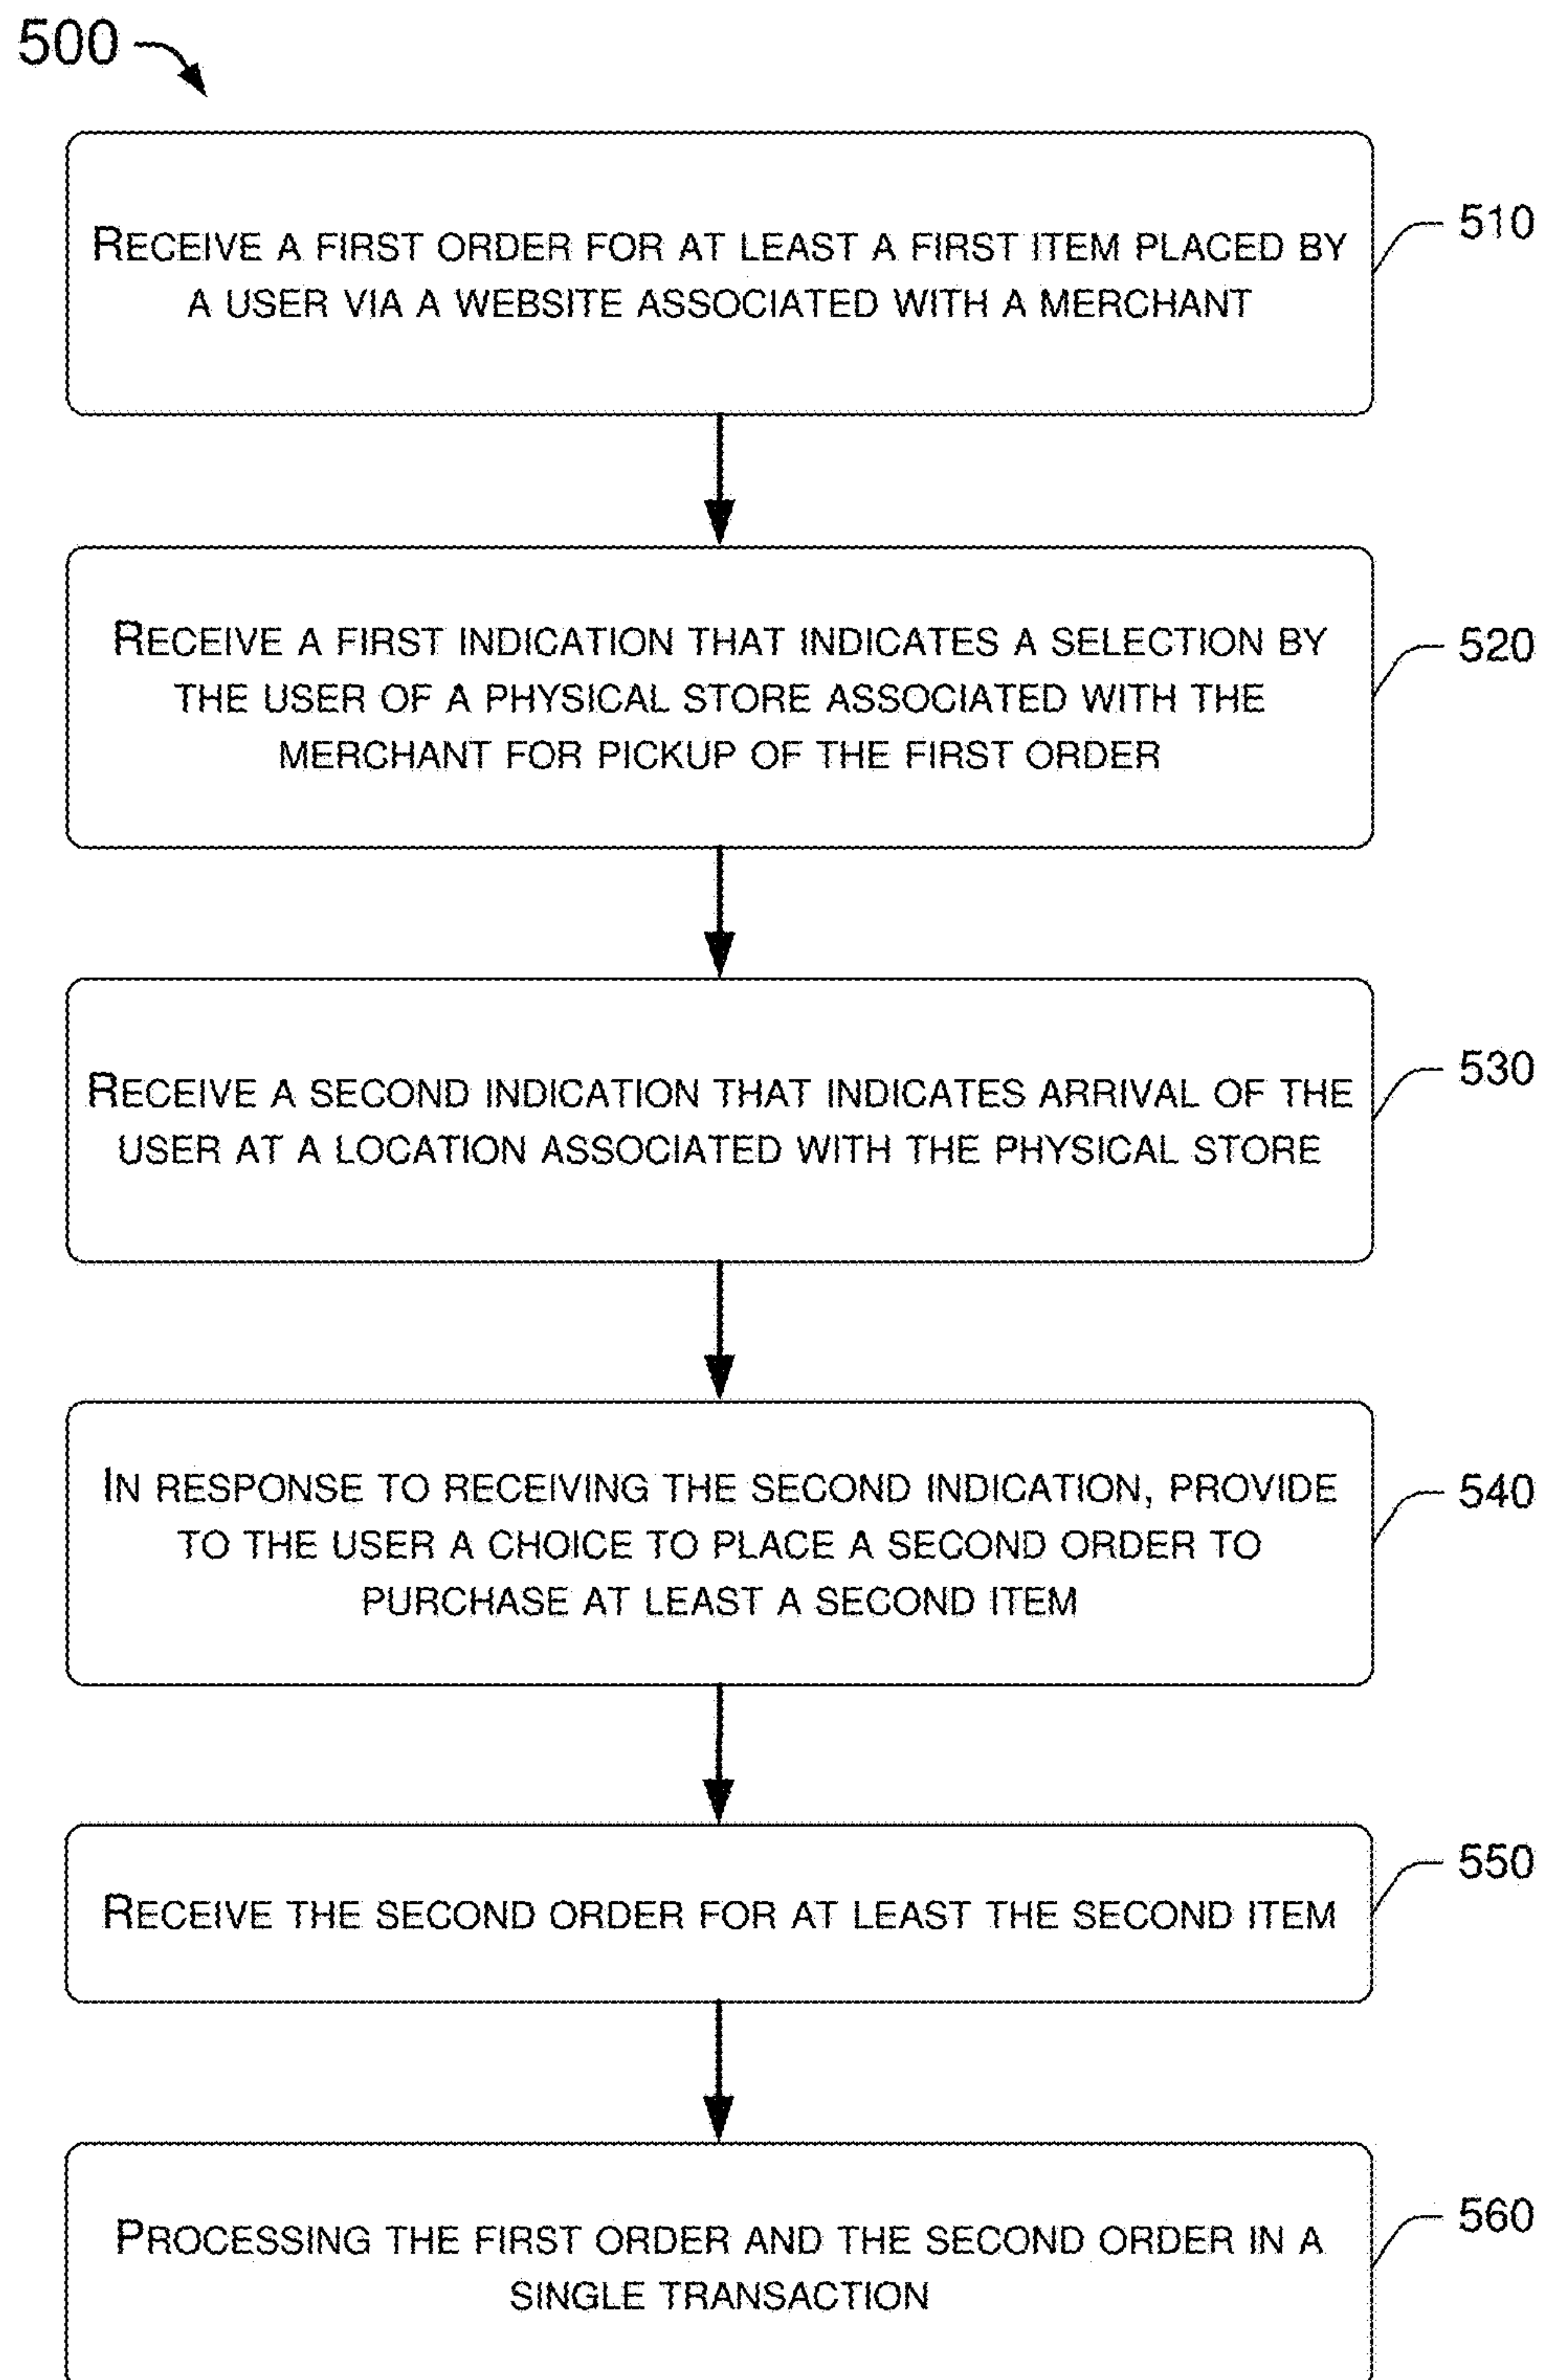 500
RECEIVE A FIRST ORDER FOR AT LEAST A FIRST ITEM PLACED BY
A USER VIA A WEBSITE ASSOCIATED WITH A MERCHANT
510
RECEIVE A FIRST INDICATION THAT INDICATES A SELECTION BY
THE USER OF A PHYSICAL STORE ASSOCIATED WITH THE
MERCHANT FOR PICKUP OF THE FIRST ORDER
520
RECEIVE A SECOND INDICATION THAT INDICATES ARRIVAL OF THE
USER AT A LOCATION ASSOCIATED WITH THE PHYSICAL STORE
530
IN RESPONSE TO RECEIVING THE SECOND INDICATION, PROVIDE
TO THE USER A CHOICE TO PLACE A SECOND ORDER TO
PURCHASE AT LEAST A SECOND ITEM
540
RECEIVE THE SECOND ORDER FOR AT LEAST THE SECOND ITEM
550
PROCESSING THE FIRST ORDER AND THE SECOND ORDER IN A
SINGLE TRANSACTION
560